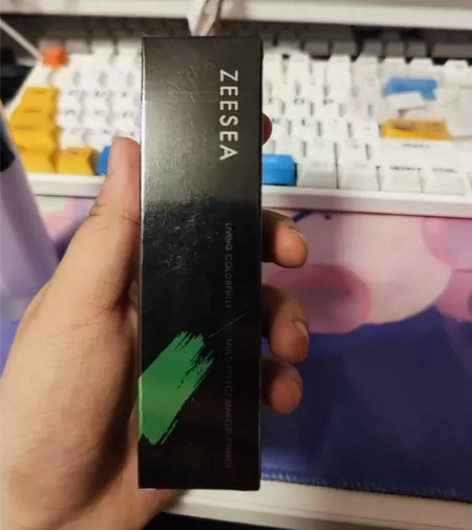 ZEESEA
LIVING COLORFULLY
MULTI-EFFECT MAKEUP PRIMER